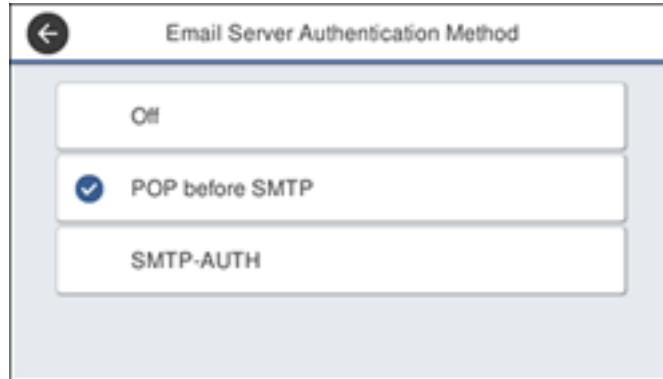 Email Server Authentication Method
Off
POP before SMTP
SMTP-AUTH